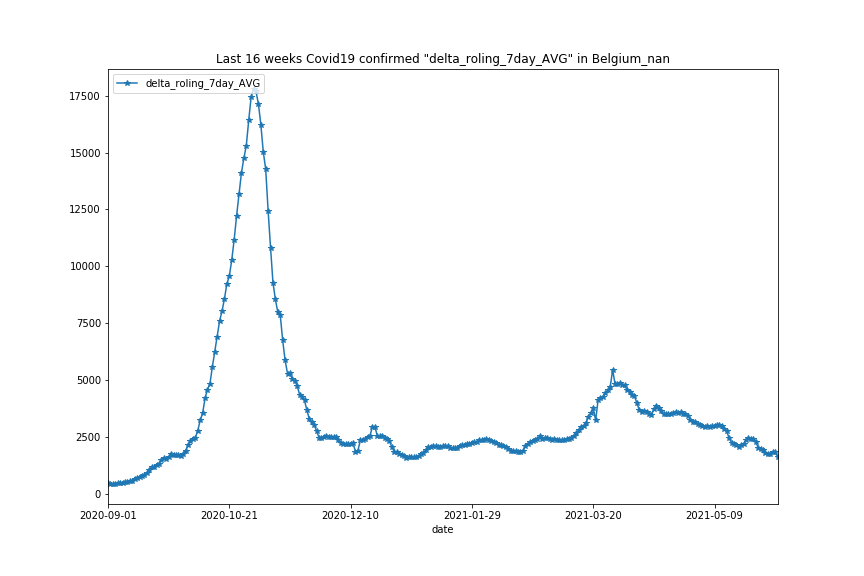 Last 16 weeks Covid19 confirmed "delta_roling_7day_AVG" in Belgium_nan
delta_roling_7day_AVG
17500
15000
12500
10000
7500
5000
2500
0
2020-09-01 2020-10-21 2020-12-10 2021-01-29 2021-03-20 2021-05-09
date